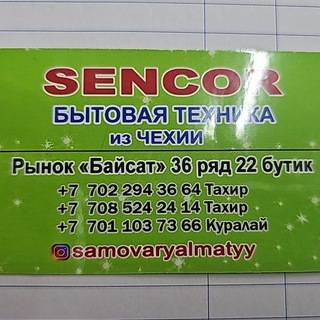 SENCOR
БЫТОВАЯ ТЕХНИКА
из ЧЕХИИ
Рынок «Байсат» 36 ряд 22 бутик
+7 702 294 36 64 Тахир
+7 708 524 24 14 Тахир
+7 701 103 73 66 Куралай
samovaryalmatyy